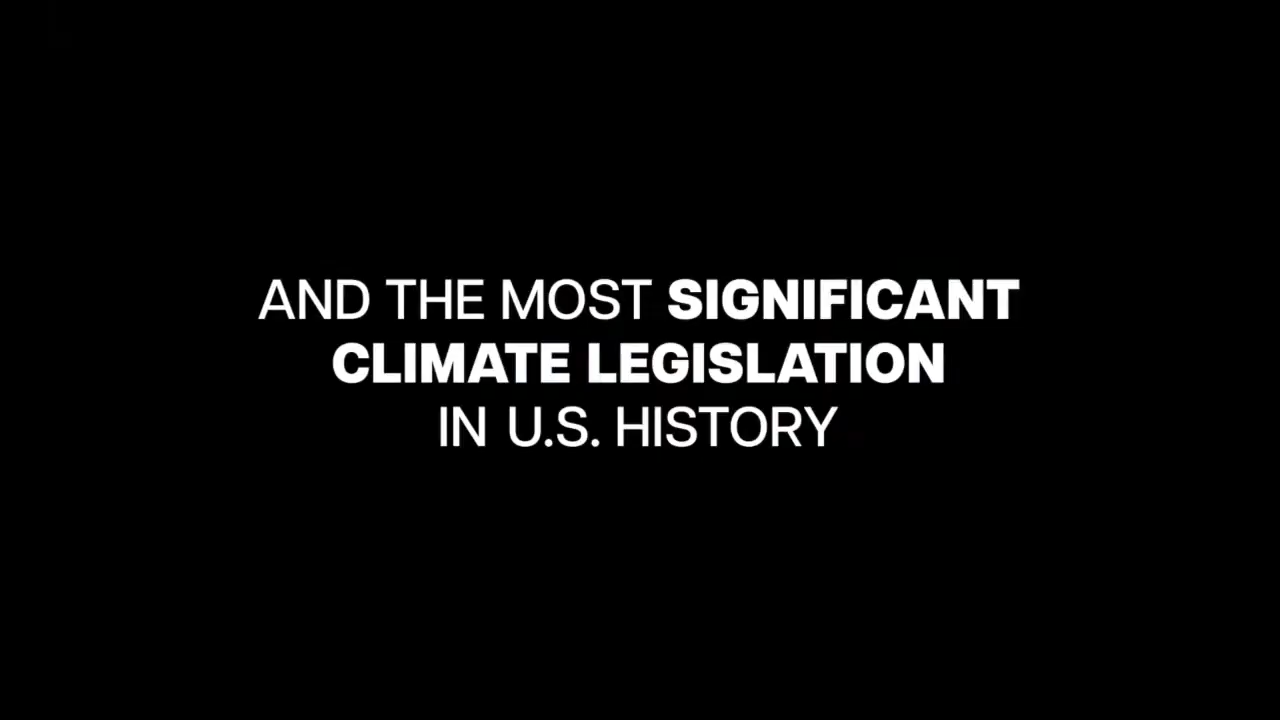 AND THE MOST SIGNIFICANT
CLIMATE LEGISLATION
IN U.S. HISTORY